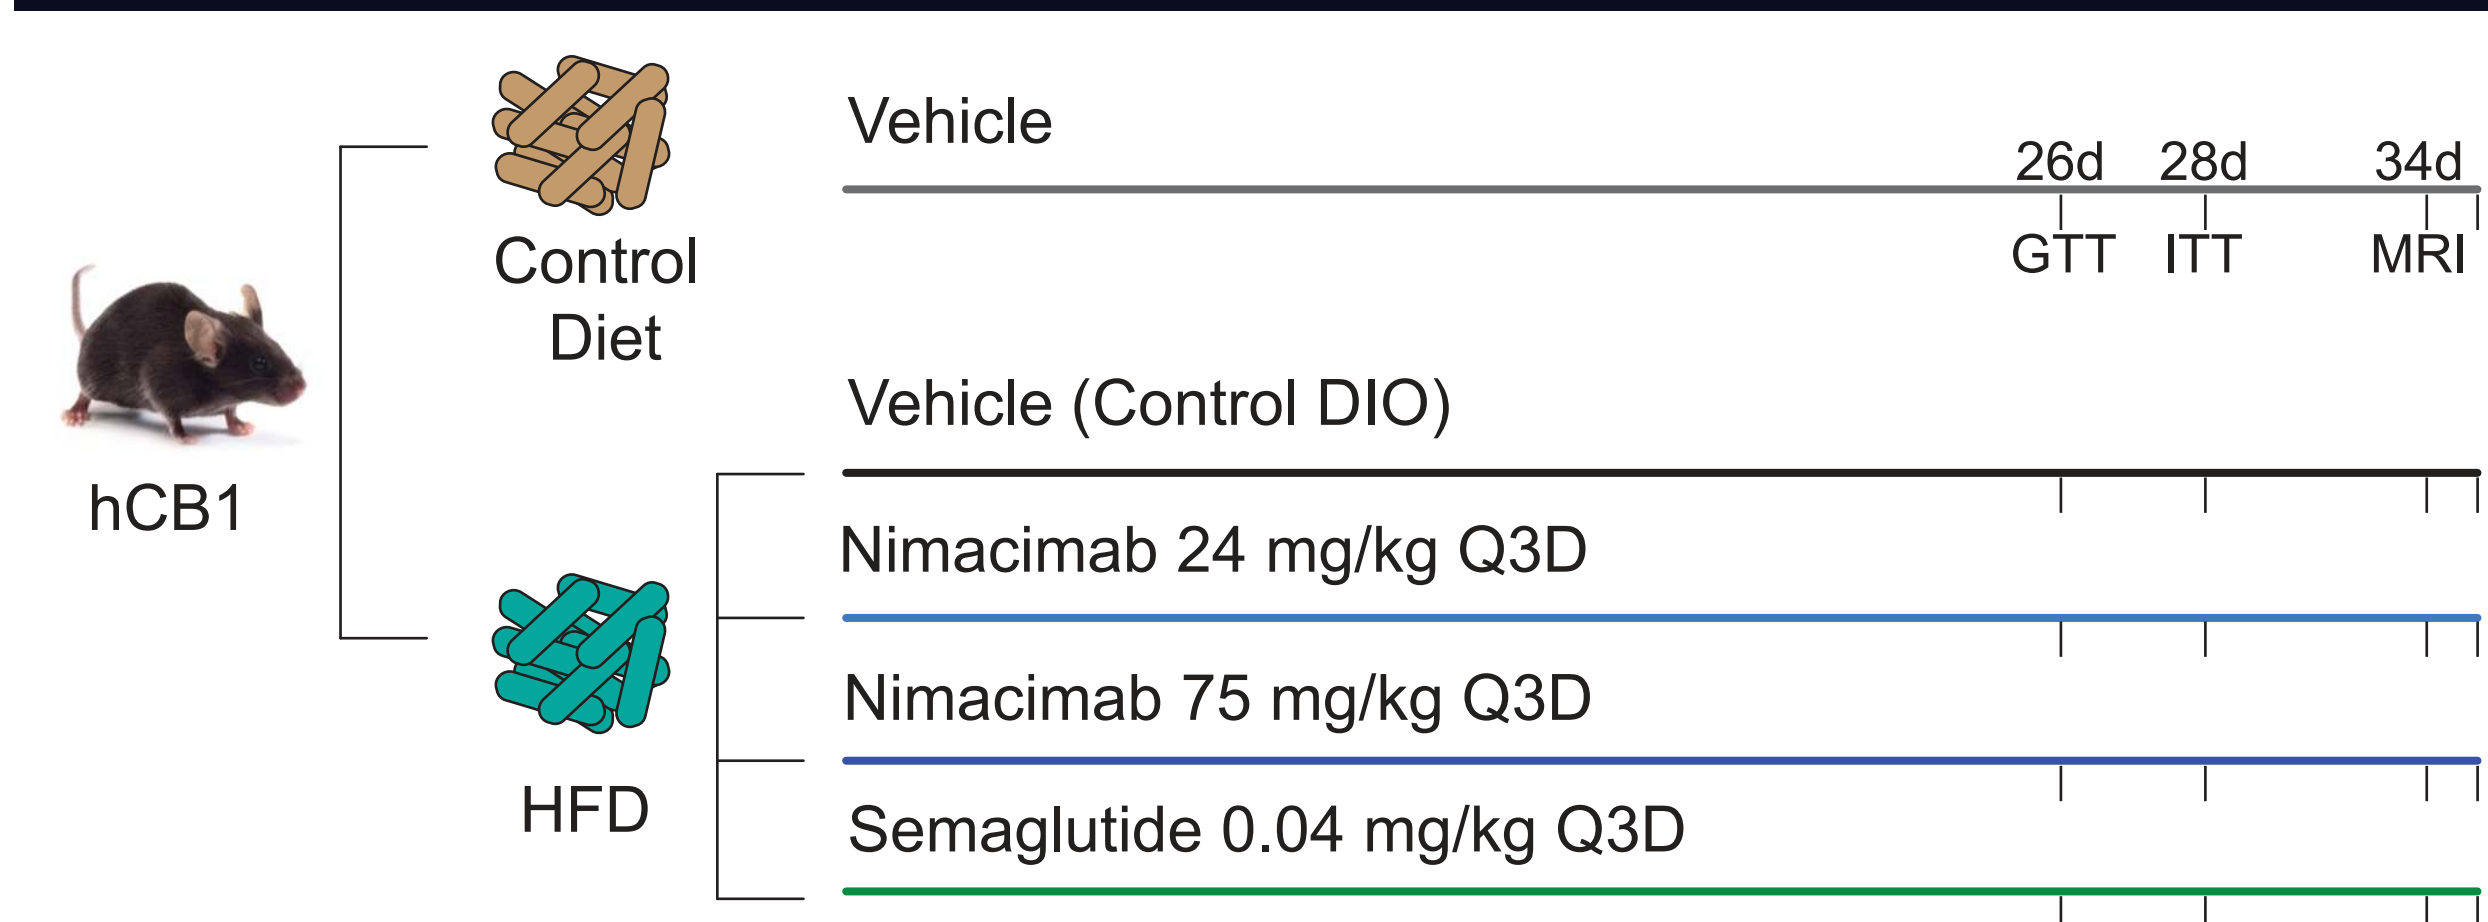 Vehicle
26d 28d 34d
GTT ITT MRI
Control
Diet
hCB1
Vehicle (Control DIO)
Nimacimab 24 mg/kg Q3D
Nimacimab 75 mg/kg Q3D
HFD
Semaglutide 0.04 mg/kg Q3D